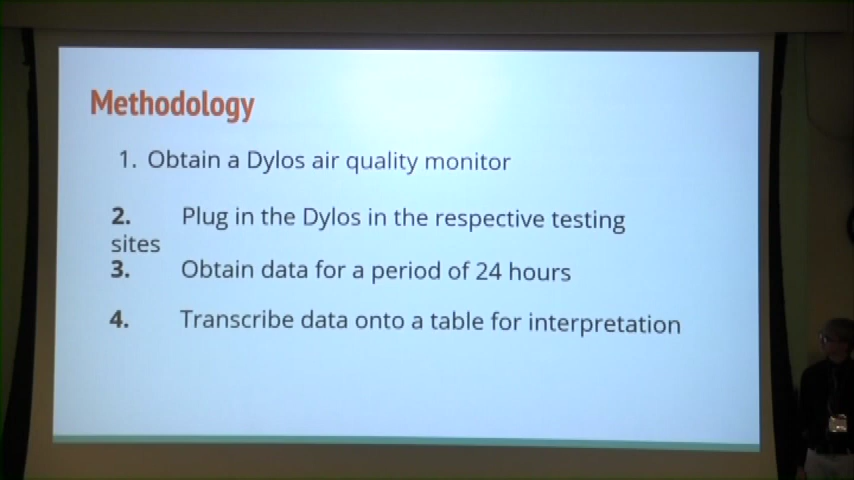 Methodology
1. Obtain a Dylos air quality monitor
2. Plug in the Dylos in the respective testing
sites
3. Obtain data for a period of 24 hours
4. Transcribe data onto a table for interpretation